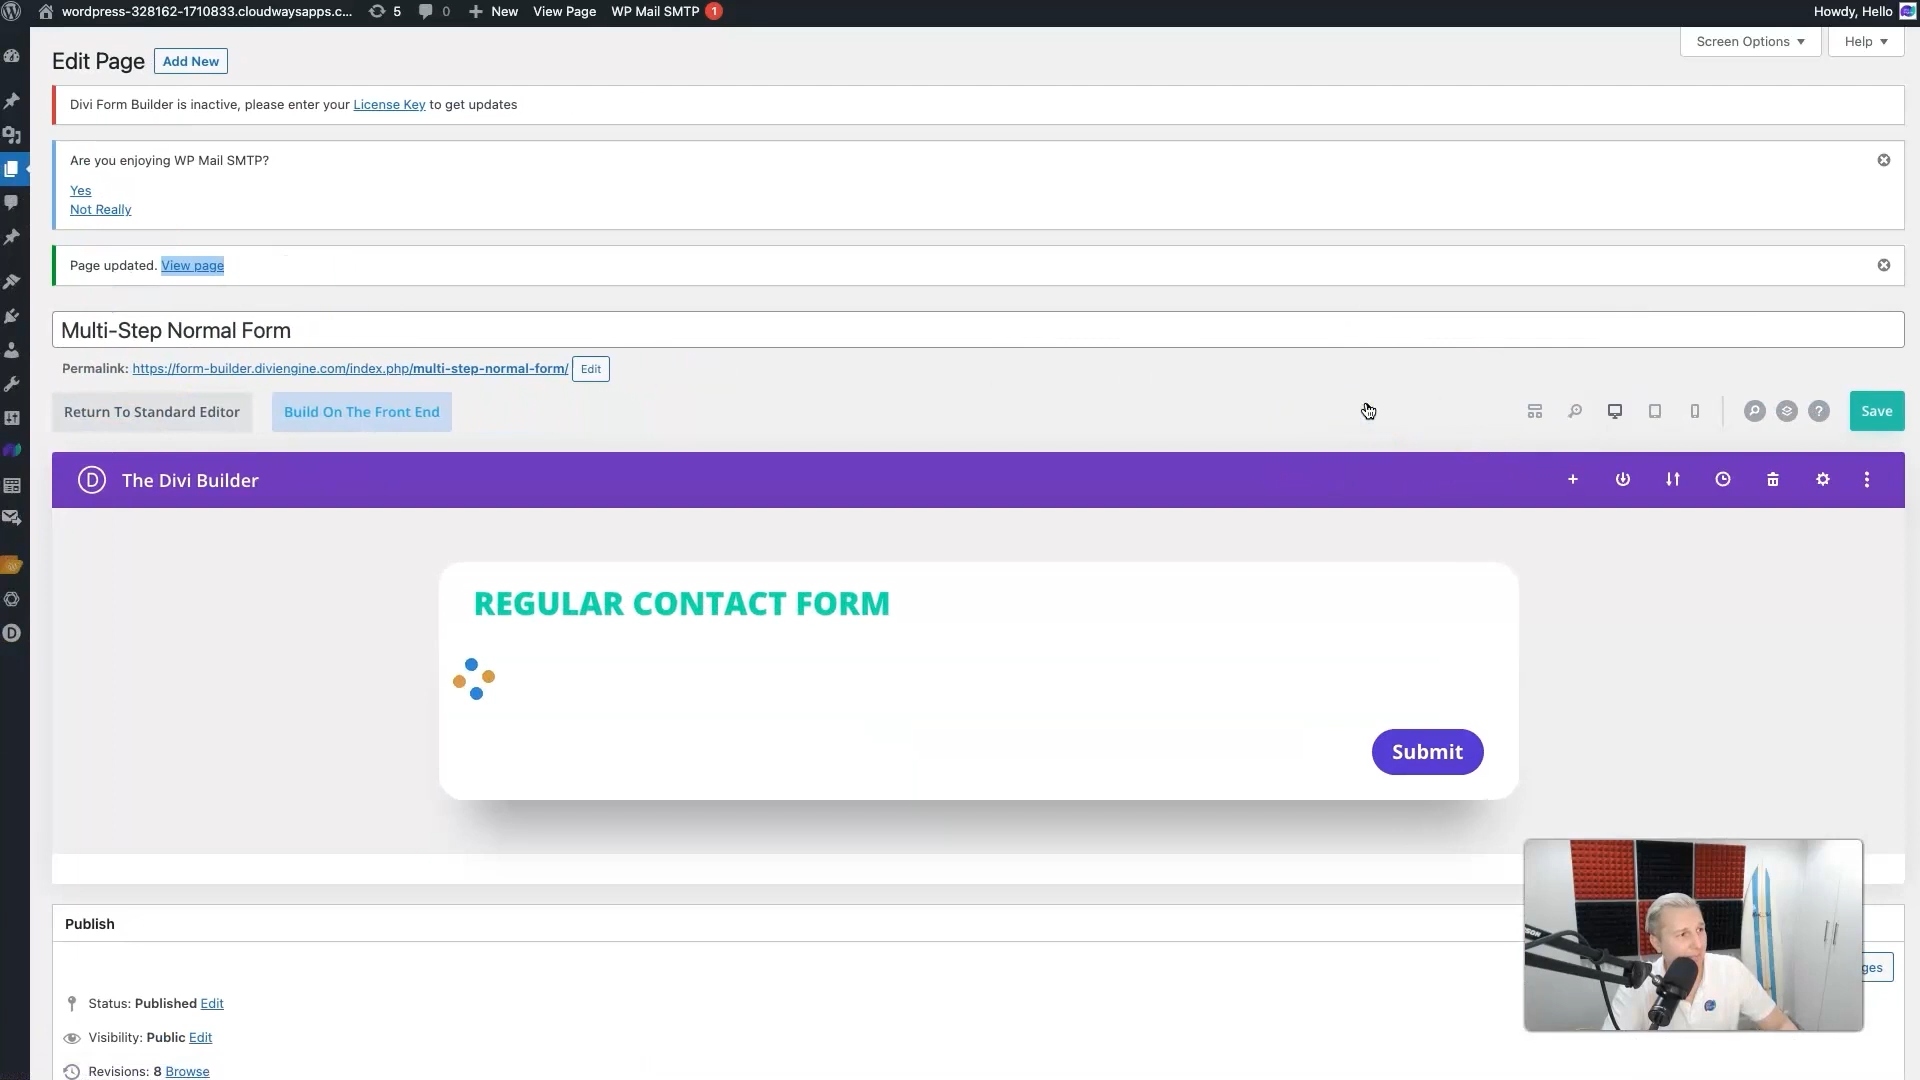 wordpress-328162-1710833.cloudwaysapps.c... 5 0 New View Page WP Mail SMTP 1 Howdy, Hello
Screen Options Help
Edit Page Add New
Divi Form Builder is inactive, please enter your License Key to get updates
Are you enjoying WP Mail SMTP?
Yes
Not Really
Page updated. View page
Multi-Step Normal Form
Permalink: https://form-builder.diviengine.com/index.php/multi-step-normal-form/ Edit
Return To Standard Editor Build On The Front End Save
D The Divi Builder
REGULAR CONTACT FORM
Submit
Publish
ges
Status: Published Edit
Visibility: Public Edit
Revisions: 8 Browse